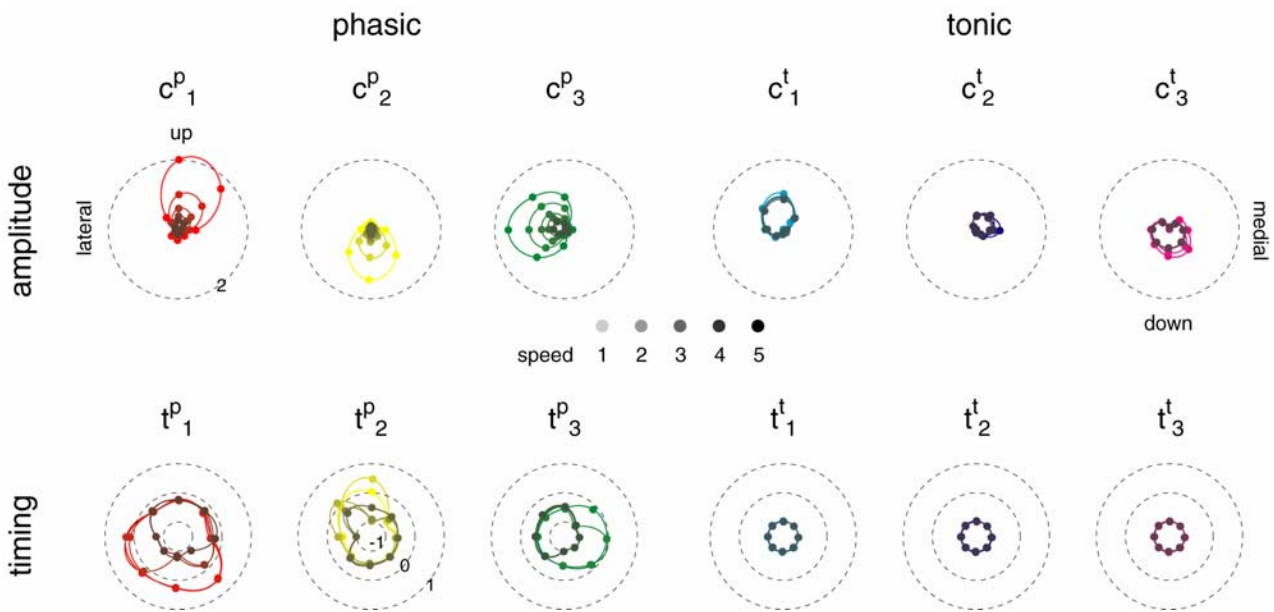 phasic tonic
c^p_1 c^p_2 c^p_3 c^t_1 c^t_2 c^t_3
up
amplitude
lateral
medial
2
down
speed 1 2 3 4 5
t^p_1 t^p_2 t^p_3 t^t_1 t^t_2 t^t_3
timing
-1
0
1